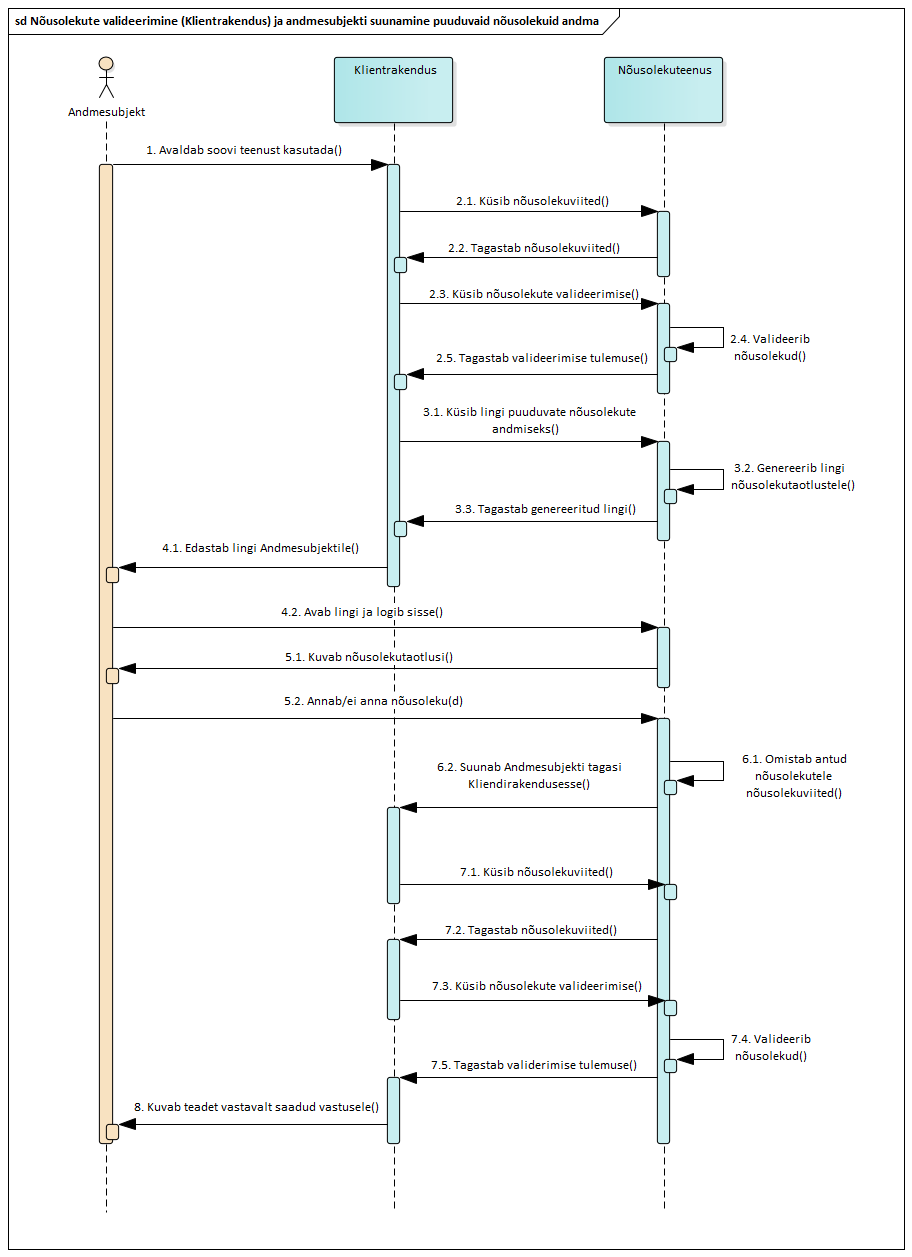 sd Nõusolekute valideerimine (Klientrakendus) ja andmesubjekti suunamine puuduvaid nõusolekuid andma
Andmesubjekt
Klientrakendus
Nõusolekuteenus
1. Avaldab soovi teenust kasutada()
2.1. Küsib nõusolekuviited()
2.2. Tagastab nõusolekuviited()
2.3. Küsib nõusolekute valideerimise()
2.4. Valideerib
nõusolekud()
2.5. Tagastab valideerimise tulemuse()
3.1. Küsib lingi puuduvate nõusolekute
andmiseks()
3.2. Genereerib lingi
nõusolekutaotlustele()
3.3. Tagastab genereeritud lingi()
4.1. Edastab lingi Andmesubjektile()
4.2. Avab lingi ja logib sisse()
5.1. Kuvab nõusolekutaotlusi()
5.2. Annab/ei anna nõusoleku(d)
6.1. Omistab antud
nõusolekutele
nõusolekuviited()
6.2. Suunab Andmesubjekti tagasi
Kliendirakendusesse()
7.1. Küsib nõusolekuviited()
7.2. Tagastab nõusolekuviited()
7.3. Küsib nõusolekute valideerimise()
7.4. Valideerib
nõusolekud()
7.5. Tagastab validerimise tulemuse()
8. Kuvab teadet vastavalt saadud vastusele()